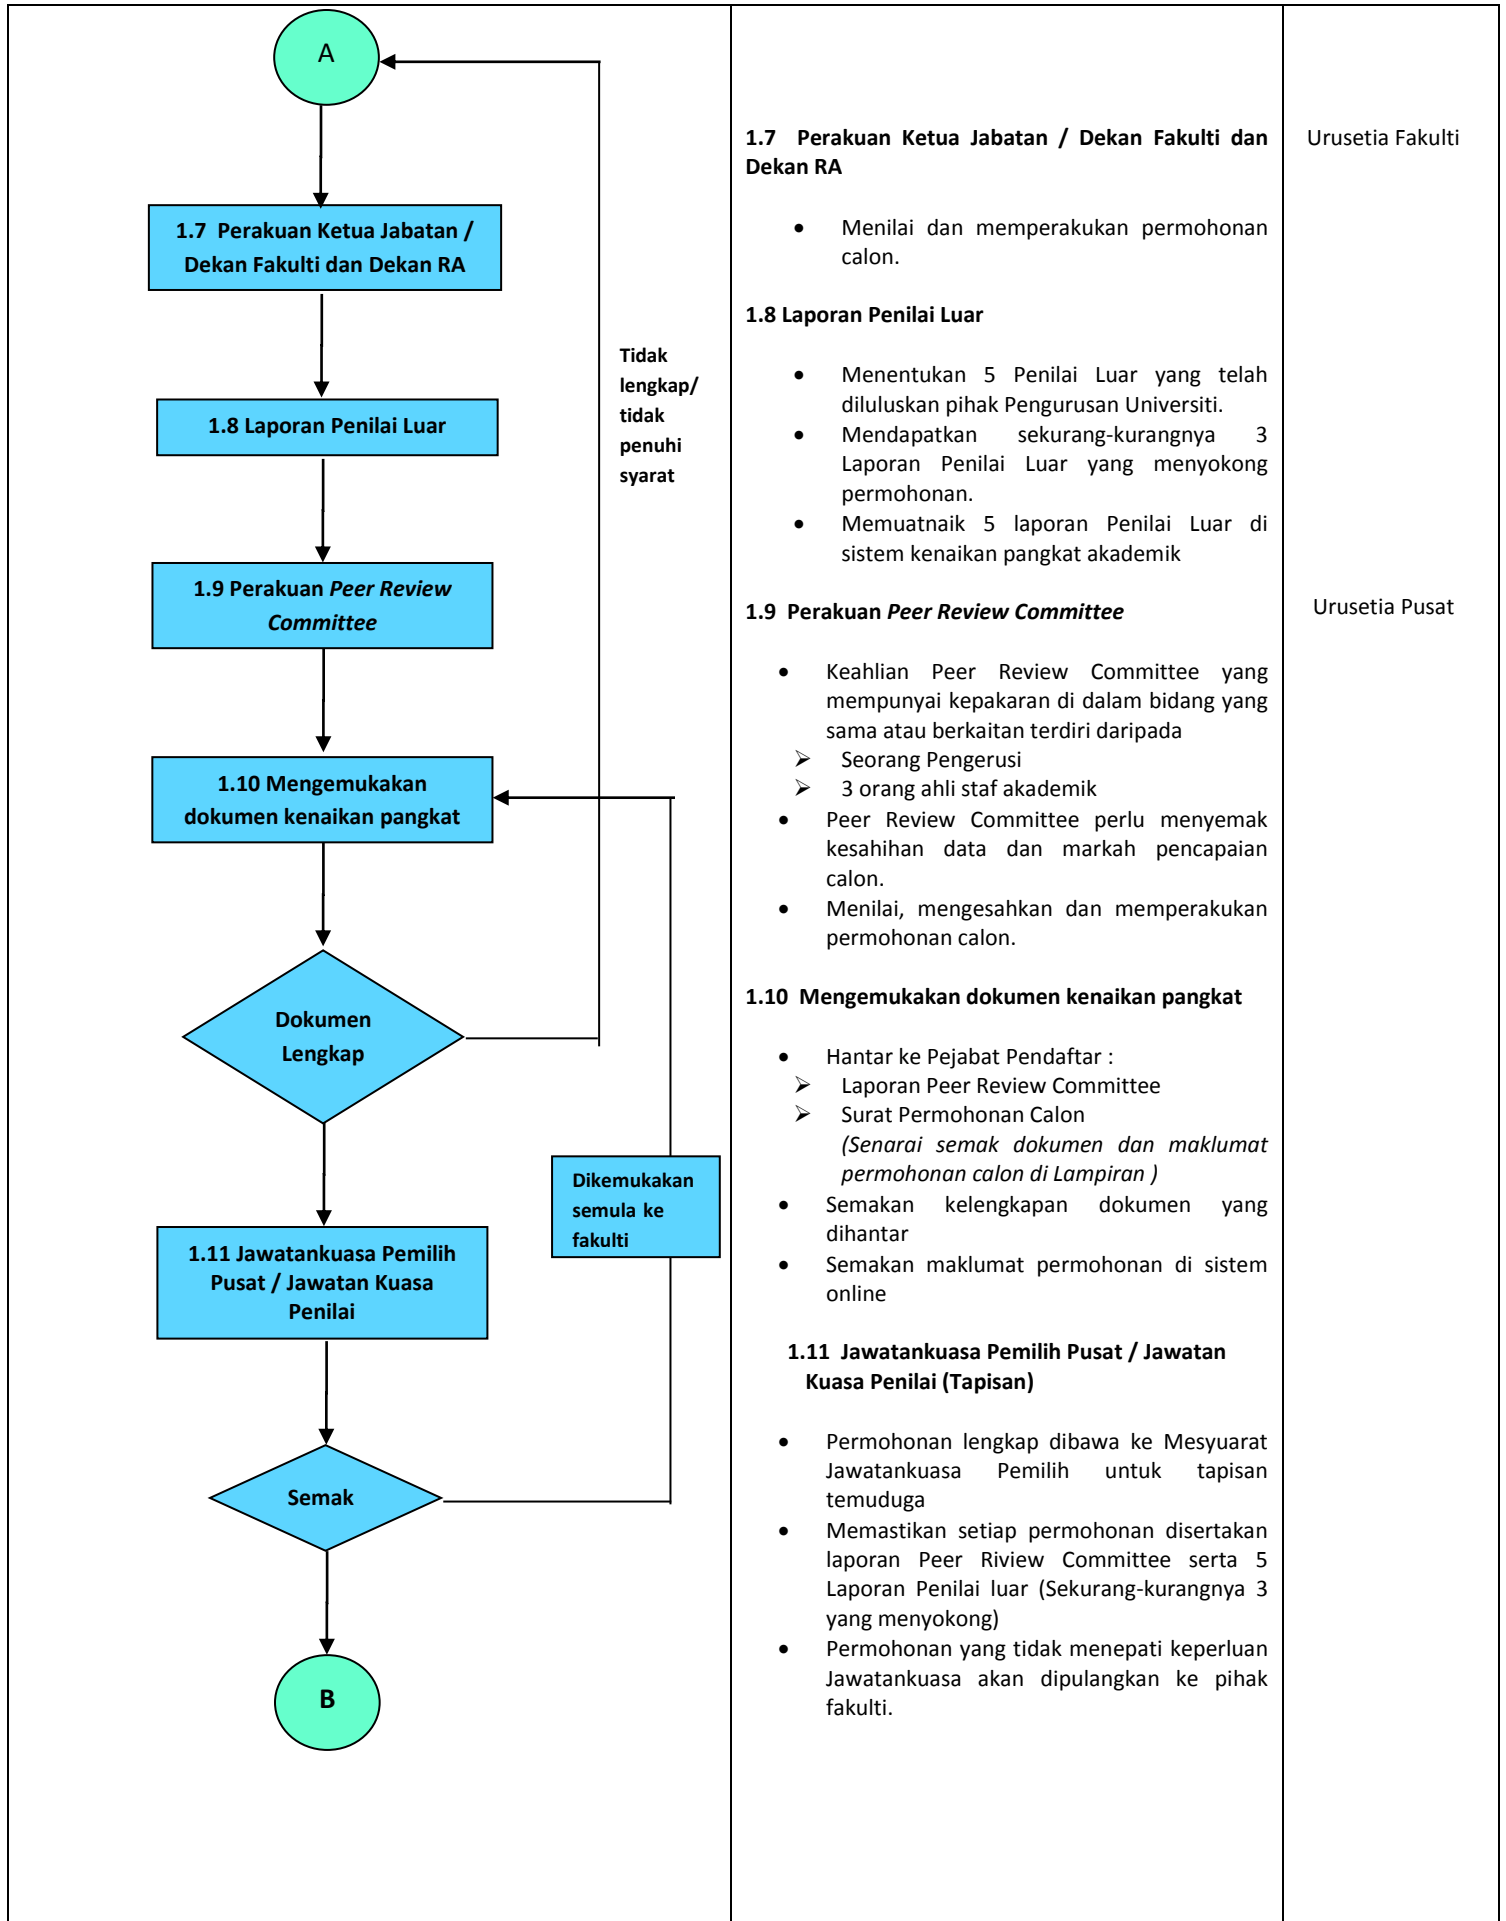 A
1.7 Perakuan Ketua Jabatan /
Dekan Fakulti dan Dekan RA
1.8 Laporan Penilai Luar
1.9 Perakuan Peer Review
Committee
1.10 Mengemukakan
dokumen kenaikan pangkat
Dokumen
Lengkap
Tidak
lengkap/
tidak
penuhi
syarat
Dikemukakan
semula ke
fakulti
1.11 Jawatankuasa Pemilih
Pusat / Jawatan Kuasa
Penilai
Semak
B
1.7 Perakuan Ketua Jabatan / Dekan Fakulti dan
Dekan RA
• Menilai dan memperakukan permohonan
calon.
1.8 Laporan Penilai Luar
• Menentukan 5 Penilai Luar yang telah
diluluskan pihak Pengurusan Universiti.
• Mendapatkan sekurang-kurangnya 3
Laporan Penilai Luar yang menyokong
permohonan.
• Memuatnaik 5 laporan Penilai Luar di
sistem kenaikan pangkat akademik
1.9 Perakuan Peer Review Committee
• Keahlian Peer Review Committee yang
mempunyai kepakaran di dalam bidang yang
sama atau berkaitan terdiri daripada
➢ Seorang Pengerusi
➢ 3 orang ahli staf akademik
• Peer Review Committee perlu menyemak
kesahihan data dan markah pencapaian
calon.
• Menilai, mengesahkan dan memperakukan
permohonan calon.
1.10 Mengemukakan dokumen kenaikan pangkat
• Hantar ke Pejabat Pendaftar :
➢ Laporan Peer Review Committee
➢ Surat Permohonan Calon
(Senarai semak dokumen dan maklumat
permohonan calon di Lampiran )
• Semakan kelengkapan dokumen yang
dihantar
• Semakan maklumat permohonan di sistem
online
1.11 Jawatankuasa Pemilih Pusat / Jawatan
Kuasa Penilai (Tapisan)
• Permohonan lengkap dibawa ke Mesyuarat
Jawatankuasa Pemilih untuk tapisan
temuduga
• Memastikan setiap permohonan disertakan
laporan Peer Riview Committee serta 5
Laporan Penilai luar (Sekurang-kurangnya 3
yang menyokong)
• Permohonan yang tidak menepati keperluan
Jawatankuasa akan dipulangkan ke pihak
fakulti.
Urusetia Fakulti
Urusetia Pusat